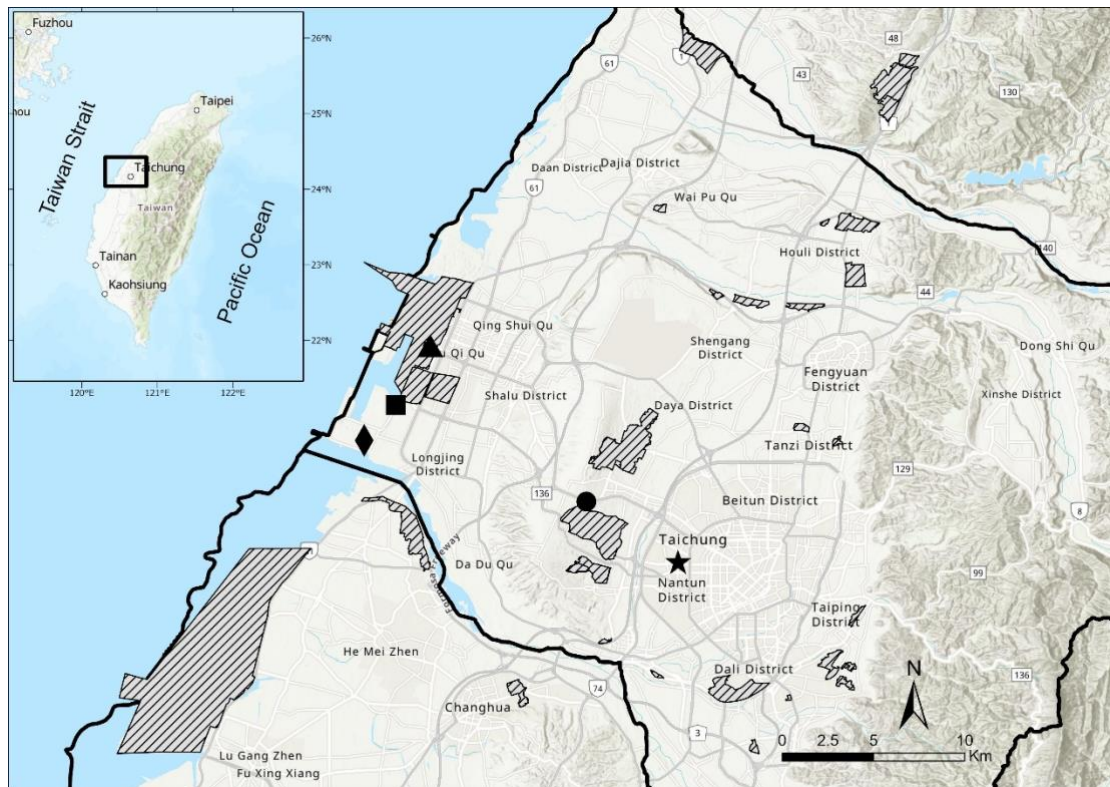 Fuzhou
26°N
Taipei
25°N
Taiwan Strait
Taichung
24°N
Taiwan
Pacific Ocean
Tainan
23°N
Kaohsiung
22°N
120°E
121°E
122°E
48
61
1
43
130
Daan District
Dajia District
61
Wai Pu Qu
140
Houli District
44
Qing Shui Qu
Qi Qu
Shengang
District
Dong Shi Qu
Fengyuan
District
Shalu District
Xinshe District
Daya District
Tanzi District
Longjing
District
129
136
Beitun District
8
Taichung
Da Du Qu
99
Nantun
District
Taiping
District
He Mei Zhen
Dali District
N
136
74
Changhua
3
0
2.5
5
10
Km
Lu Gang Zhen
Fu Xing Xiang